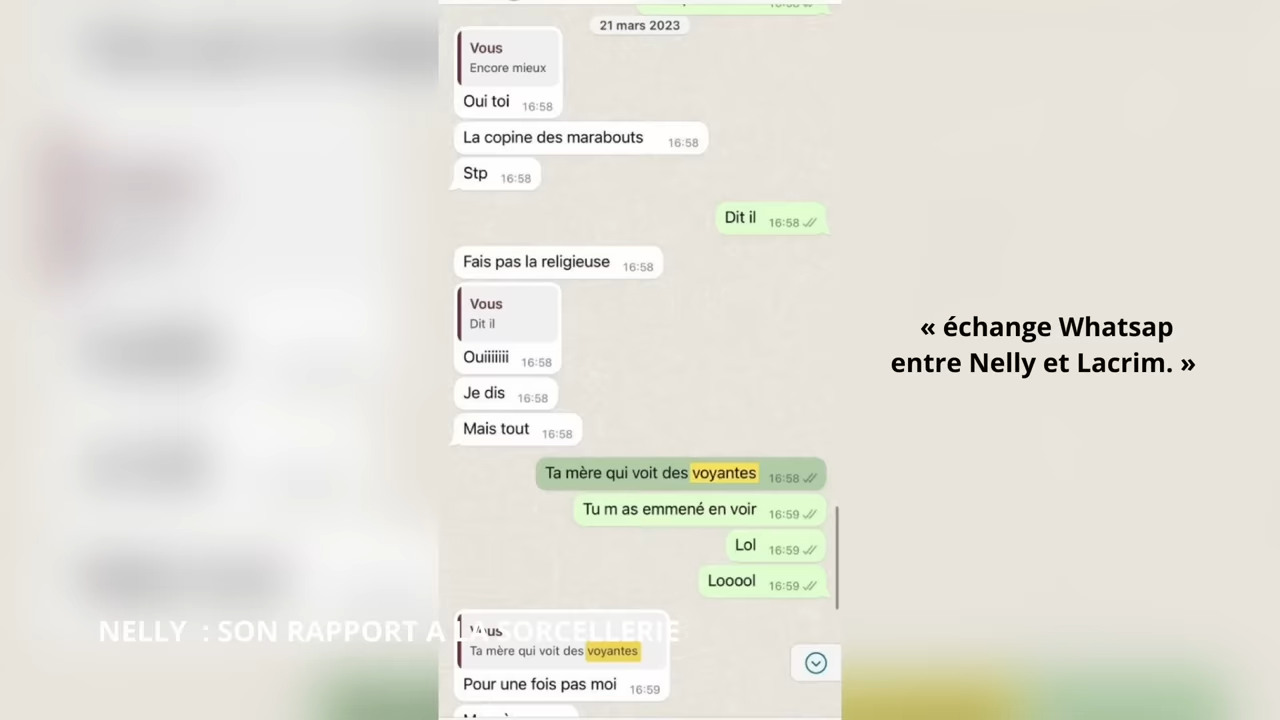 21 mars 2023
Vous
Encore mieux
Oui toi 16:58
La copine des marabouts 16:58
Stp 16:58
Dit il 16:58
Fais pas la religieuse 16:58
Vous
Dit il
Ouiiiiiii 16:58
Je dis 16:58
Mais tout 16:58
Ta mère qui voit des voyantes 16:58
Tu m as emmené en voir 16:59
Lol 16:59
Looool 16:59
« échange Whatsap
entre Nelly et Lacrim. »
Vous
NELLY : SON RAPPORT A LA SORCELLERIE
Ta mère qui voit des voyantes
Pour une fois pas moi 16:59